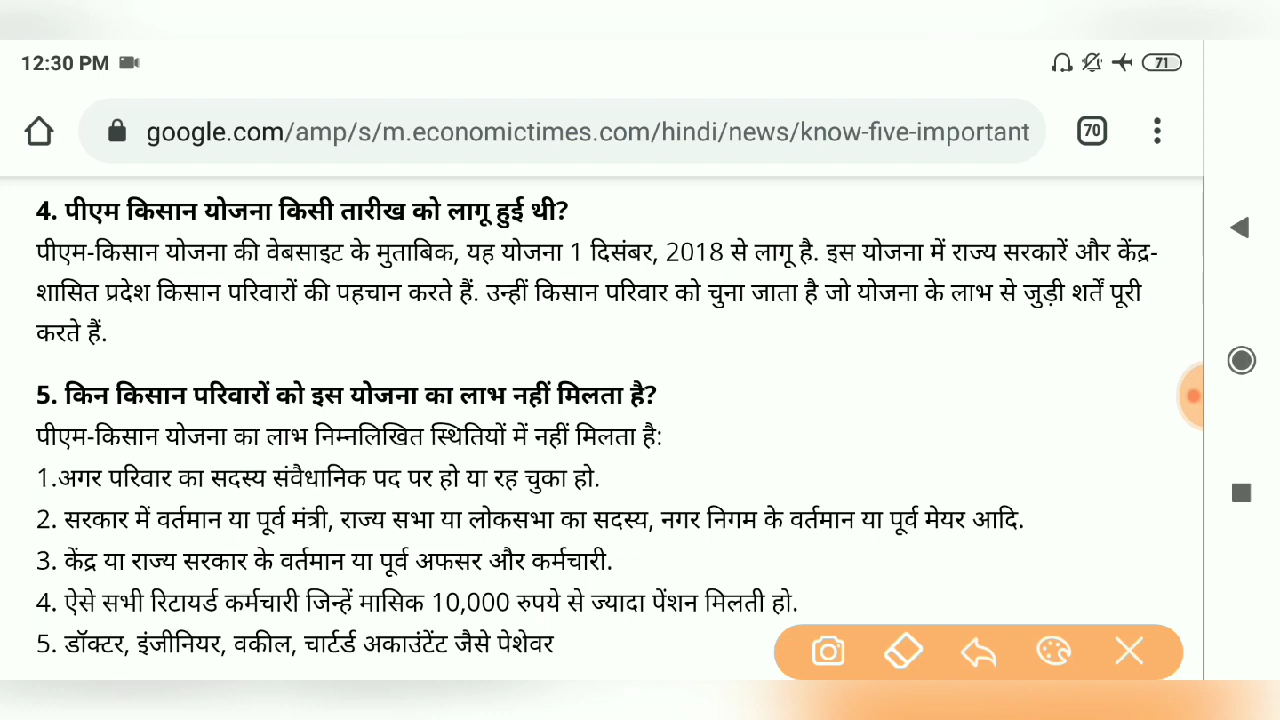 12:30 PM
71
google.com/amp/s/m.economictimes.com/hindi/news/know-five-important
70
4. पीएम किसान योजना किसी तारीख को लागू हुई थी?
पीएम-किसान योजना की वेबसाइट के मुताबिक, यह योजना 1 दिसंबर, 2018 से लागू है. इस योजना में राज्य सरकारें और केंद्र-
शासित प्रदेश किसान परिवारों की पहचान करते हैं. उन्हीं किसान परिवार को चुना जाता है जो योजना के लाभ से जुड़ी शर्तें पूरी
करते हैं.
5. किन किसान परिवारों को इस योजना का लाभ नहीं मिलता है?
पीएम-किसान योजना का लाभ निम्नलिखित स्थितियों में नहीं मिलता है:
1.अगर परिवार का सदस्य संवैधानिक पद पर हो या रह चुका हो.
2. सरकार में वर्तमान या पूर्व मंत्री, राज्य सभा या लोकसभा का सदस्य, नगर निगम के वर्तमान या पूर्व मेयर आदि.
3. केंद्र या राज्य सरकार के वर्तमान या पूर्व अफसर और कर्मचारी.
4. ऐसे सभी रिटायर्ड कर्मचारी जिन्हें मासिक 10,000 रुपये से ज्यादा पेंशन मिलती हो.
5. डॉक्टर, इंजीनियर, वकील, चार्टर्ड अकाउंटेंट जैसे पेशेवर